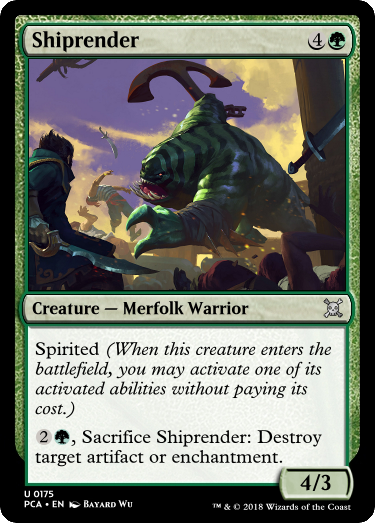 Shiprender 4
Creature — Merfolk Warrior
Spirited (When this creature enters the
battlefield, you may activate one of its
activated abilities without paying its
cost.)
2 , Sacrifice Shiprender: Destroy
target artifact or enchantment.
4/3
U 0175
PCA • EN Bayard Wu ™ & © 2018 Wizards of the Coast